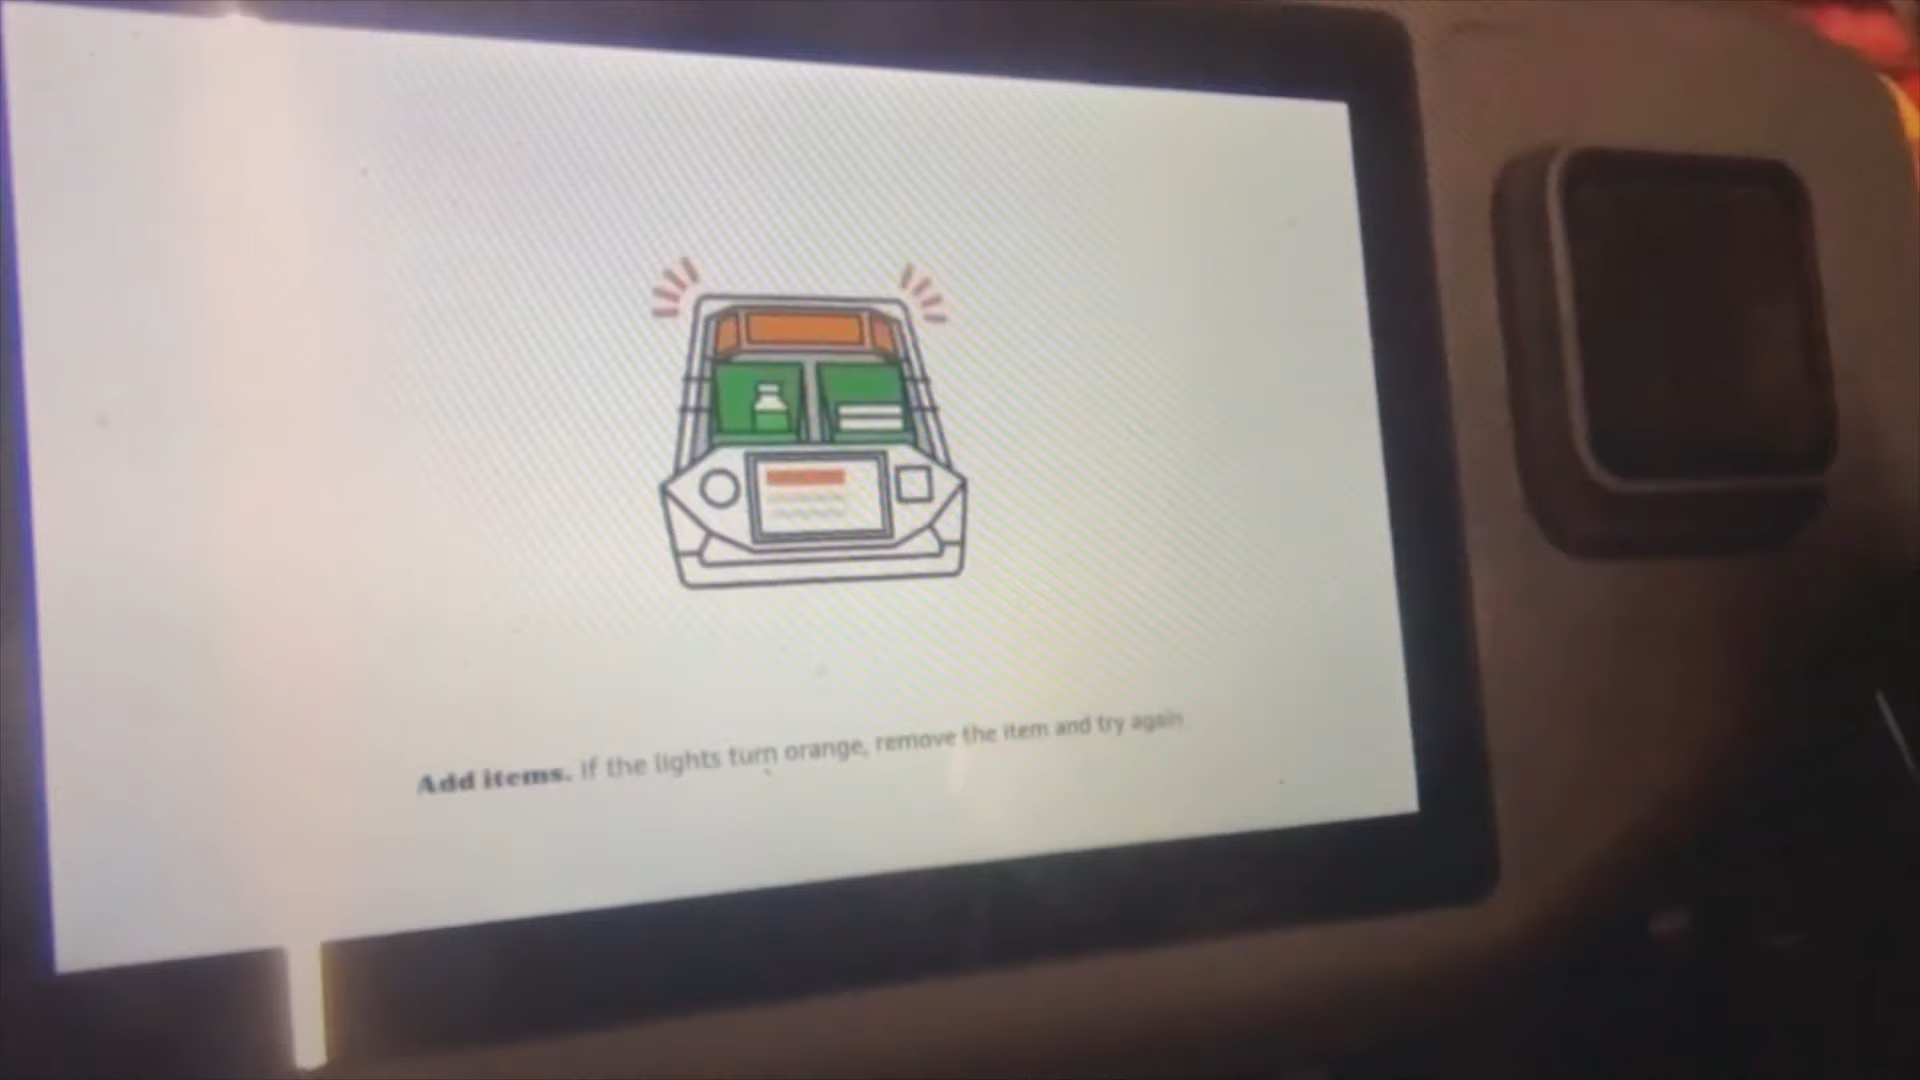 Add items. If the lights turn orange, remove the item and try again